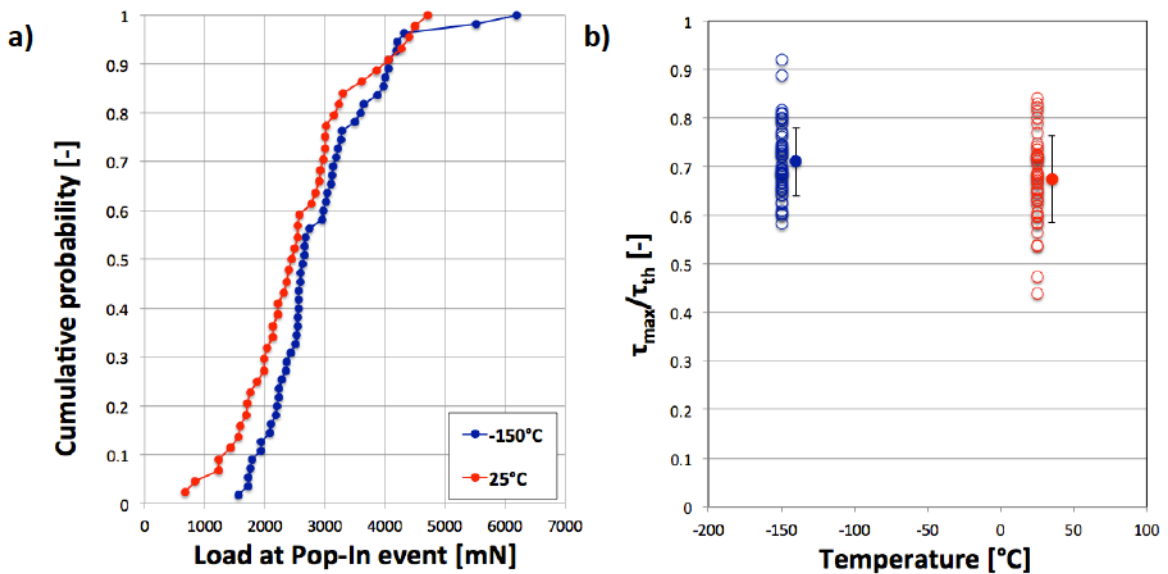 a)
Cumulative probability [-]
1
0.9
0.8
0.7
0.6
0.5
0.4
0.3
0.2
0.1
0
0 1000 2000 3000 4000 5000 6000 7000
Load at Pop-In event [mN]
-150°C
25°C
b)
τmax/τth [-]
1
0.9
0.8
0.7
0.6
0.5
0.4
0.3
0.2
0.1
0
-200 -150 -100 -50 0 50 100
Temperature [°C]